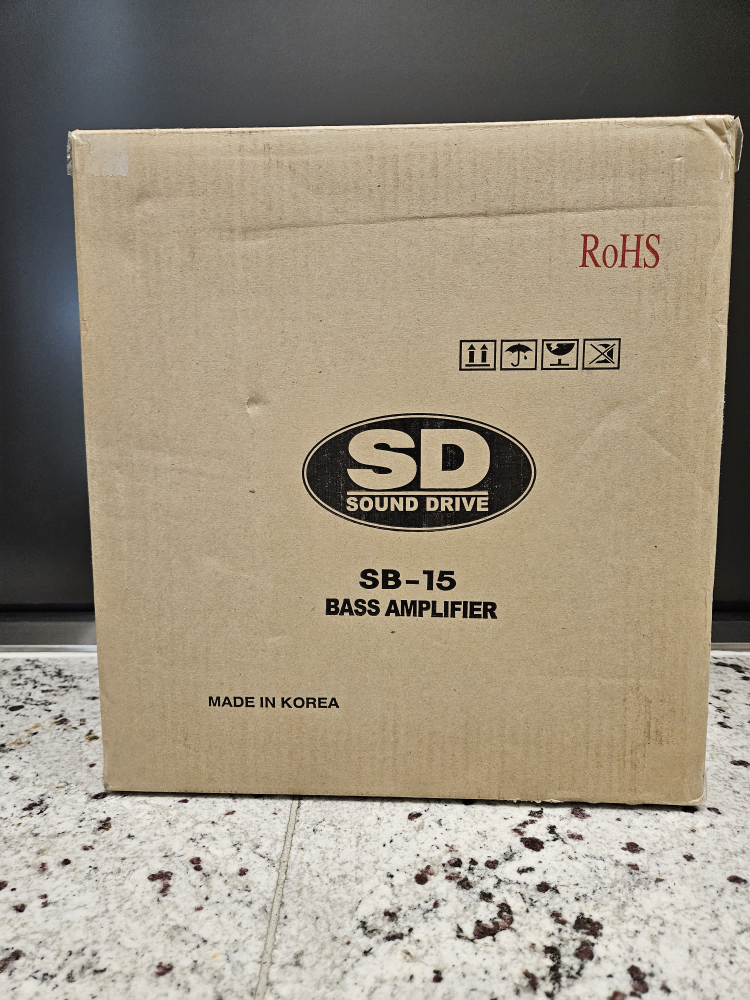 RoHS
SD
SOUND DRIVE
SB-15
BASS AMPLIFIER
MADE IN KOREA